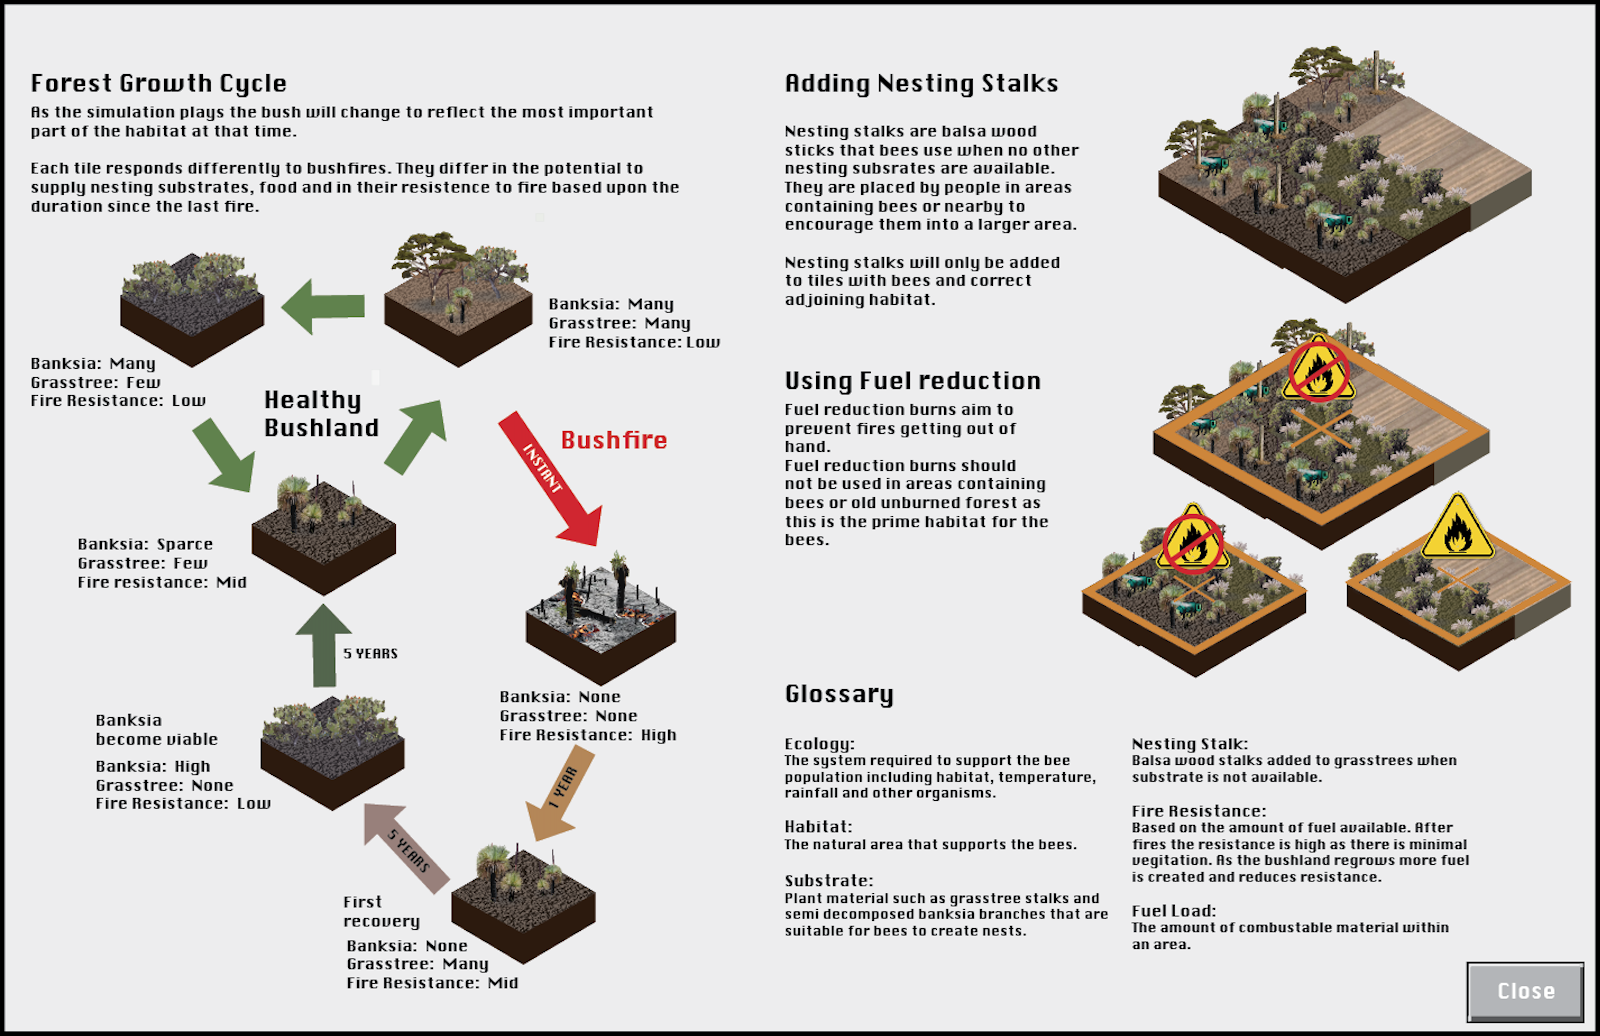 Forest Growth Cycle
As the simulation plays the bush will change to reflect the most important
part of the habitat at that time.
Each tile responds differently to bushfires. They differ in the potential to
supply nesting substrates, food and in their resistence to fire based upon the
duration since the last fire.
Banksia: Many
Grasstree: Many
Fire Resistance: Low
Banksia: Many
Grasstree: Few
Fire Resistance: Low
Healthy
Bushland
Bushfire
INSTANT
Banksia: Sparce
Grasstree: Few
Fire resistance: Mid
5 YEARS
Banksia: None
Grasstree: None
Fire Resistance: High
Banksia
become viable
Banksia: High
Grasstree: None
Fire Resistance: Low
1 YEAR
5 YEARS
First
recovery
Banksia: None
Grasstree: Many
Fire Resistance: Mid
Adding Nesting Stalks
Nesting stalks are balsa wood
sticks that bees use when no other
nesting subsrates are available.
They are placed by people in areas
containing bees or nearby to
encourage them into a larger area.
Nesting stalks will only be added
to tiles with bees and correct
adjoining habitat.
Using Fuel reduction
Fuel reduction burns aim to
prevent fires getting out of
hand.
Fuel reduction burns should
not be used in areas containing
bees or old unburned forest as
this is the prime habitat for the
bees.
Glossary
Ecology:
The system required to support the bee
population including habitat, temperature,
rainfall and other organisms.
Habitat:
The natural area that supports the bees.
Substrate:
Plant material such as grasstree stalks and
semi decomposed banksia branches that are
suitable for bees to create nests.
Nesting Stalk:
Balsa wood stalks added to grasstrees when
substrate is not available.
Fire Resistance:
Based on the amount of fuel available. After
fires the resistance is high as there is minimal
vegitation. As the bushland regrows more fuel
is created and reduces resistance.
Fuel Load:
The amount of combustable material within
an area.
Close